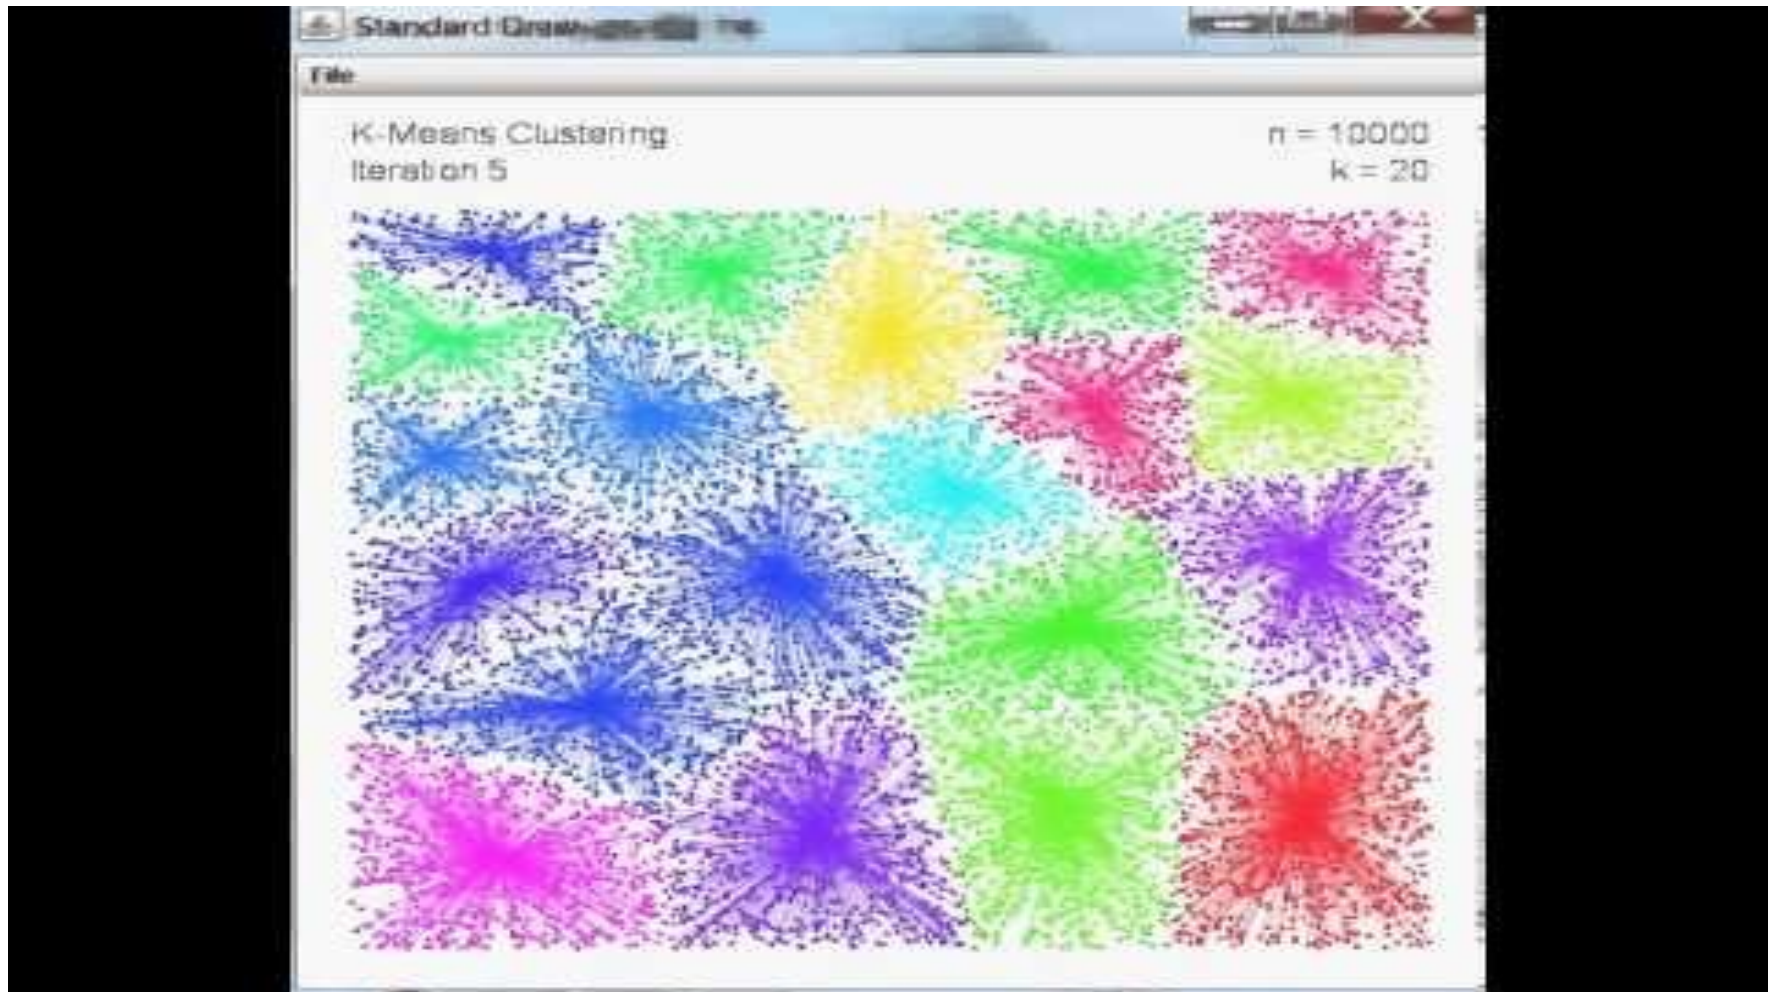 Standard Draw
File
K-Means Clustering
n = 10000
Iteration 5
k = 20